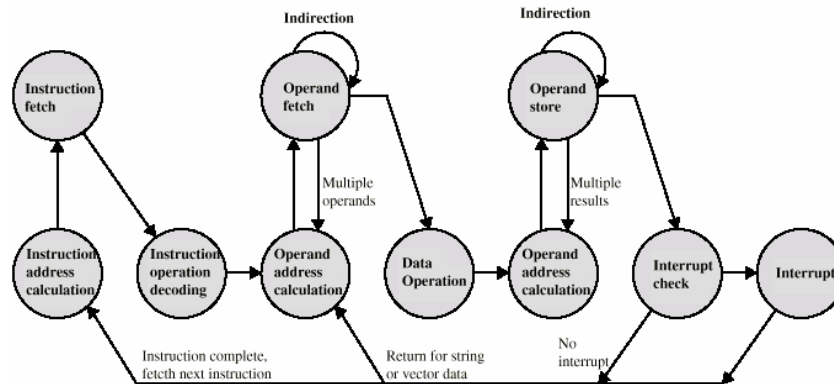 Indirection
Indirection
Instruction
fetch
Operand
fetch
Operand
store
Multiple
operands
Multiple
results
Instruction
address
calculation
Instruction
operation
decoding
Operand
address
calculation
Data
Operation
Operand
address
calculation
Interrupt
check
Interrupt
Instruction complete,
fetcth next instruction
Return for string
or vector data
No
interrupt